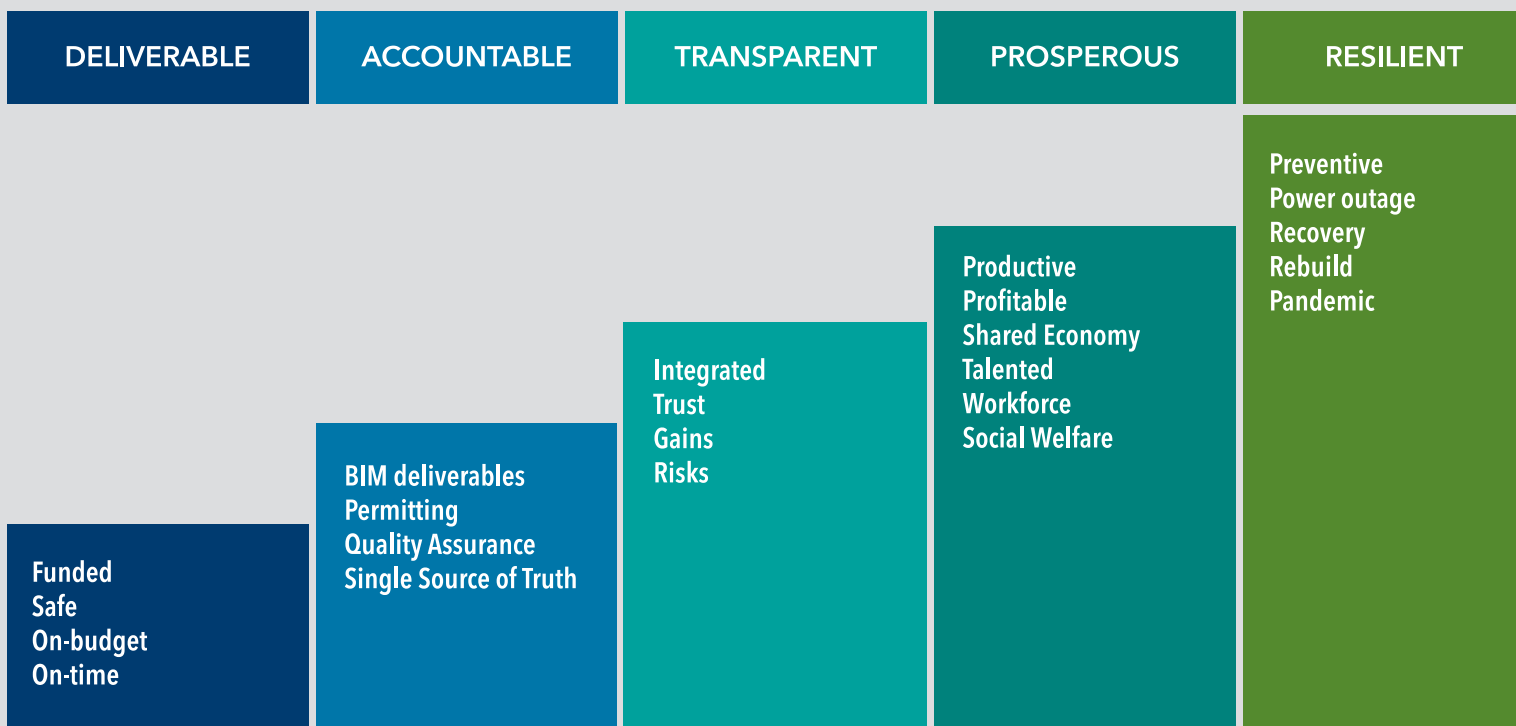 DELIVERABLE
ACCOUNTABLE
TRANSPARENT
PROSPEROUS
RESILIENT
Funded
Safe
On-budget
On-time
BIM deliverables
Permitting
Quality Assurance
Single Source of Truth
Integrated
Trust
Gains
Risks
Productive
Profitable
Shared Economy
Talented
Workforce
Social Welfare
Preventive
Power outage
Recovery
Rebuild
Pandemic